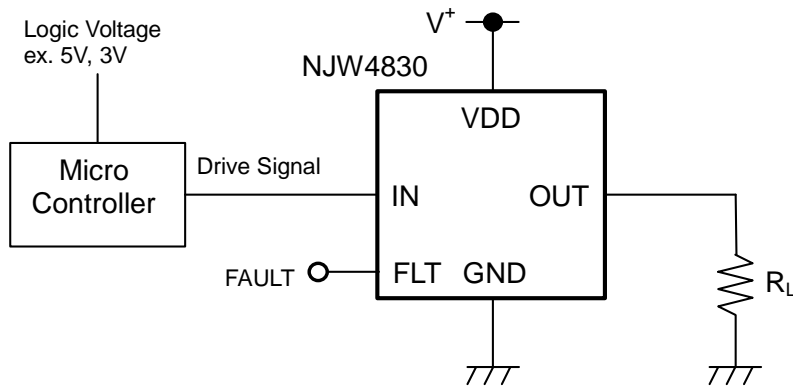 Logic Voltage
ex. 5V, 3V
V+
NJW4830
VDD
Micro
Controller
Drive Signal
IN
OUT
FAULT
FLT
GND
RL